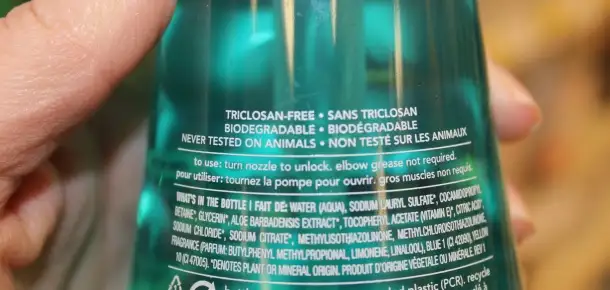 TRICLOSAN-FREE • SANS TRICLOSAN
BIODEGRADABLE • BIODÉGRADABLE
NEVER TESTED ON ANIMALS • NON TESTÉ SUR LES ANIMAUX
to use: turn nozzle to unlock. elbow grease not required.
pour utiliser: tournez la pompe pour ouvrir. gros muscles non requis.
WHAT'S IN THE BOTTLE | FAIT DE: WATER (AQUA), SODIUM LAURYL SULFATE*, COCAMIDOPROPYL
BETAINE*, GLYCERIN*, ALOE BARBADENSIS EXTRACT*, TOCOPHERYL ACETATE (VITAMIN E)*, CITRIC ACID*,
SODIUM CHLORIDE*, SODIUM CITRATE*, METHYLISOTHIAZOLINONE, METHYLCHLOROISOTHIAZOLINONE,
FRAGRANCE (PARFUM: BUTYLPHENYL METHYLPROPIONAL, LIMONENE, LINALOOL), BLUE 1 (CI 42090), YELLOW
10 (CI 47005). *DENOTES PLANT OR MINERAL ORIGIN. PRODUIT D'ORIGINE VÉGÉTALE OU MINÉRALE. REV 1
plastic (PCR). recycle